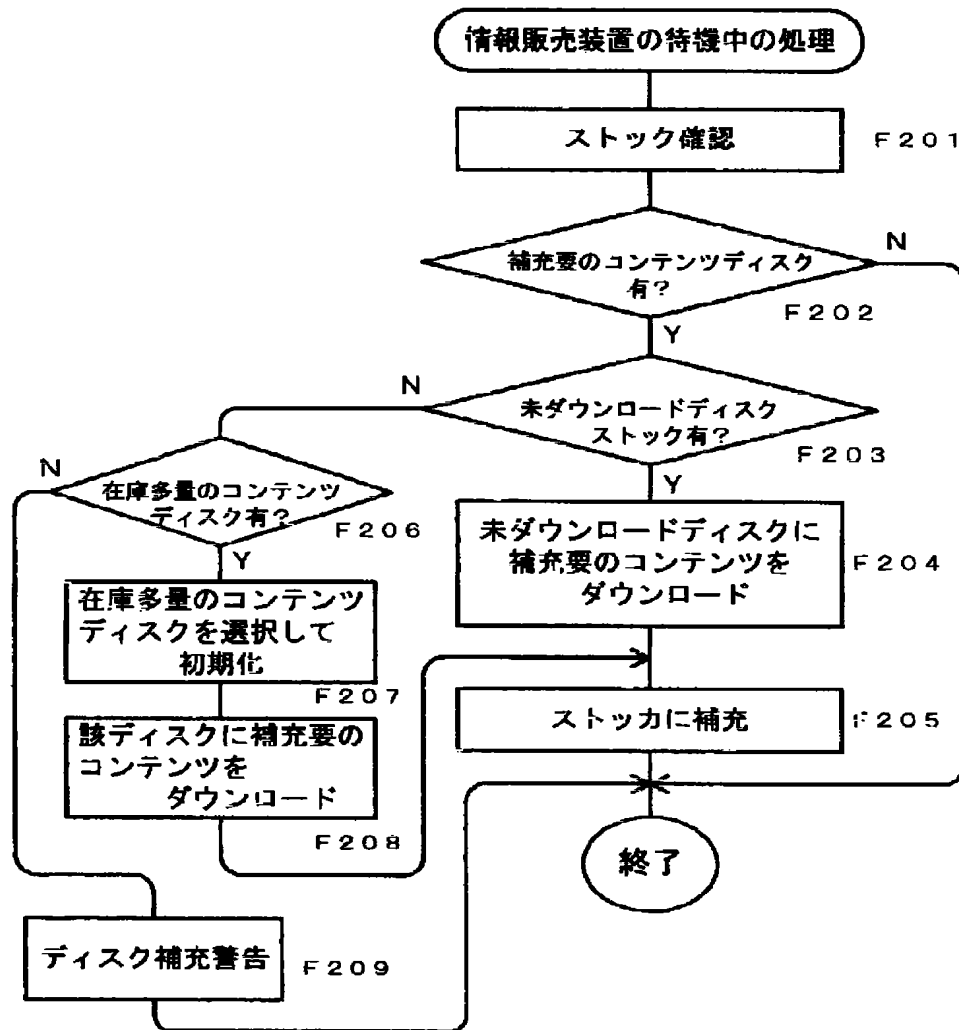 情報販売装置の待機中の処理
ストック確認
F201
補充要のコンテンツディスク
有?
N
F202
Y
未ダウンロードディスク
ストック有?
N
F203
Y
未ダウンロードディスクに
補充要のコンテンツを
ダウンロード
F204
ストッカに補充
F205
在庫多量のコンテンツ
ディスク有?
N
F206
Y
在庫多量のコンテンツ
ディスクを選択して
初期化
F207
該ディスクに補充要の
コンテンツを
ダウンロード
F208
ディスク補充警告
F209
終了